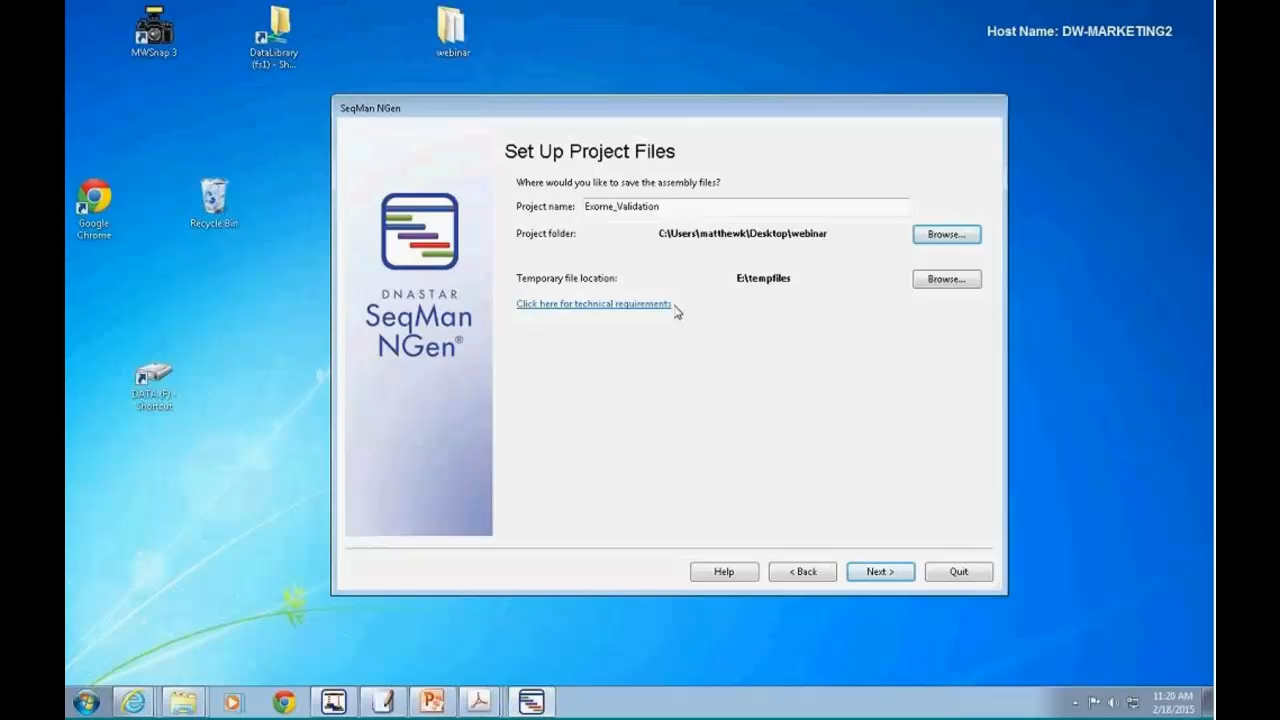 Host Name: DW-MARKETING2
MWSnap 3
DataLibrary
(fs1) - Sh...
webinar
SeqMan NGen
Set Up Project Files
Where would you like to save the assembly files?
Project name: Exome_Validation
Project folder: C:\Users\matthewk\Desktop\webinar Browse...
Temporary file location: E:\tempfiles Browse...
Click here for technical requirements
DNASTAR
SeqMan
NGen®
Google
Chrome
Recycle Bin
DATA (F) -
Shortcut
Help < Back Next > Quit
11:20 AM
2/18/2015